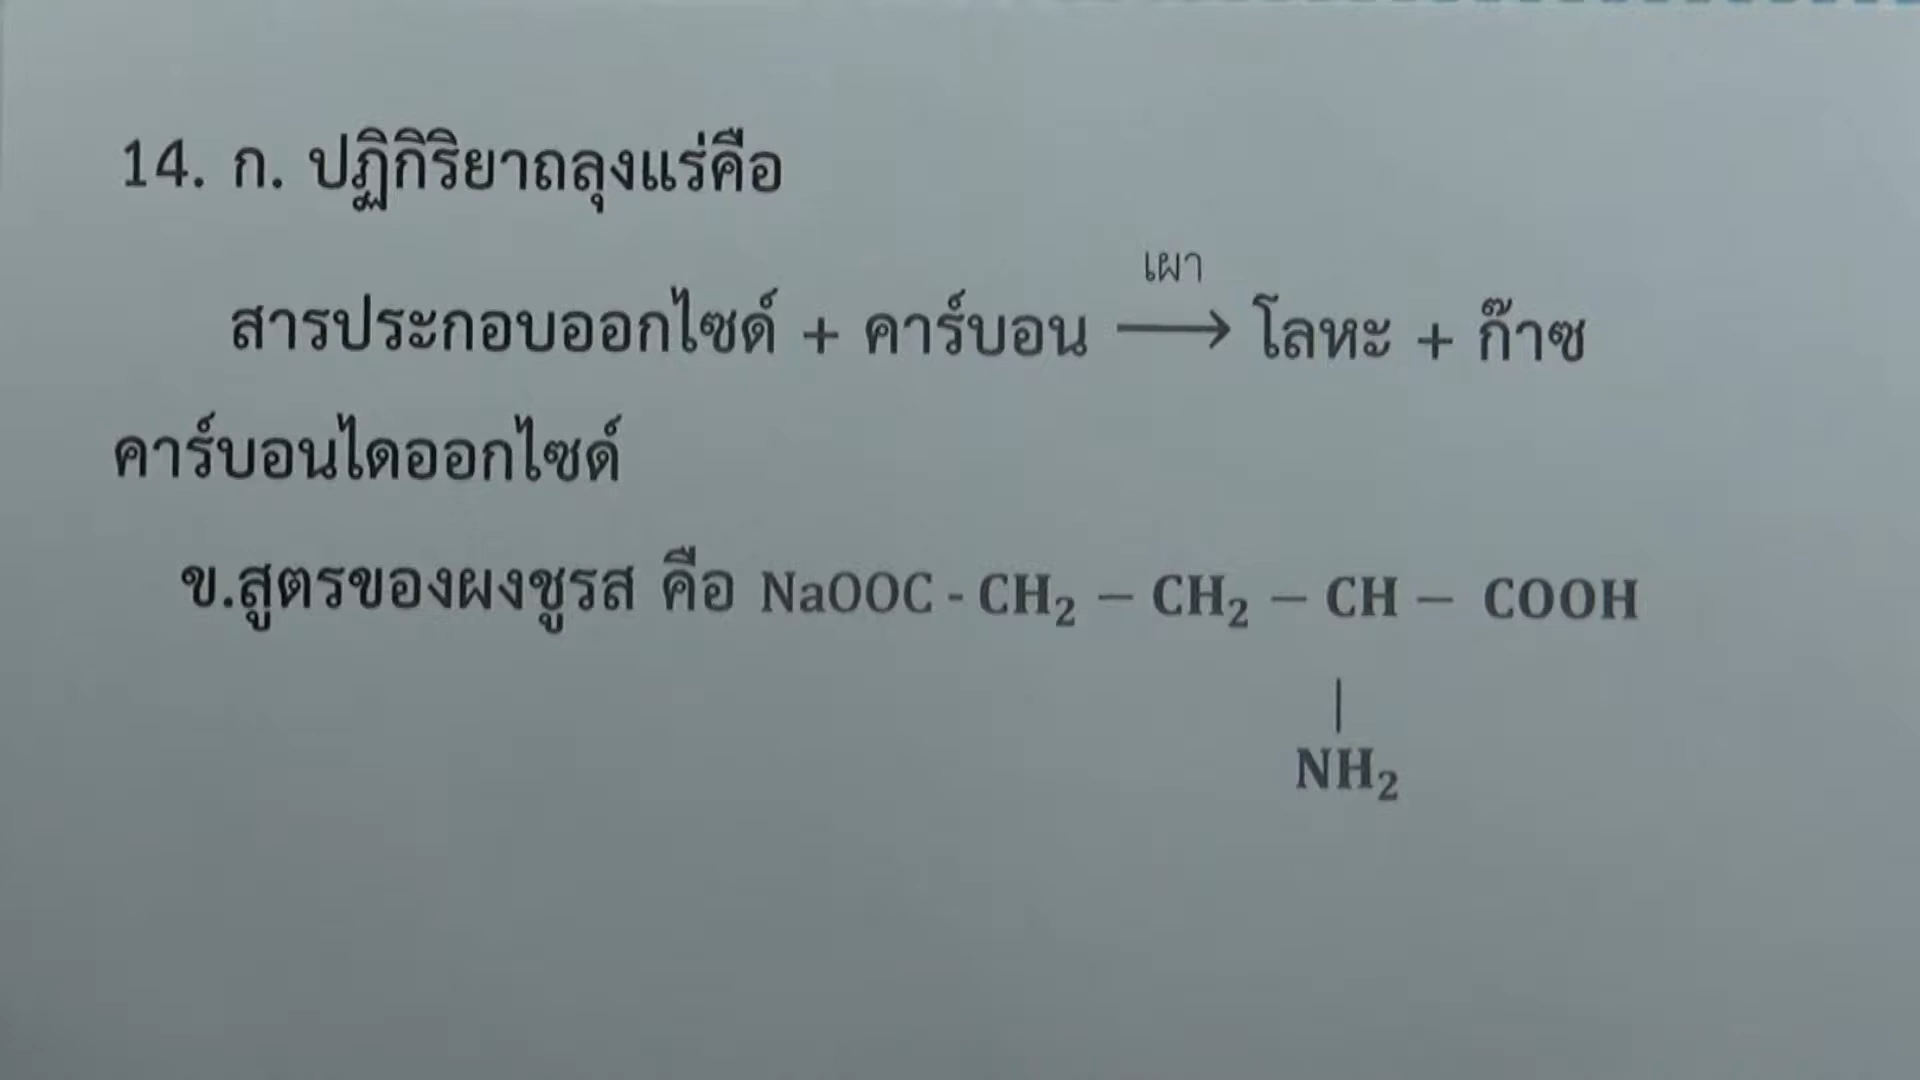 14. ก. ปฏิกิริยาถลุงแร่คือ
เผา
สารประกอบออกไซด์ + คาร์บอน ⟶ โลหะ + ก๊าซ
คาร์บอนไดออกไซด์
ข.สูตรของผงชูรส คือ NaOOC - CH₂ – CH₂ – CH – COOH
|
NH₂